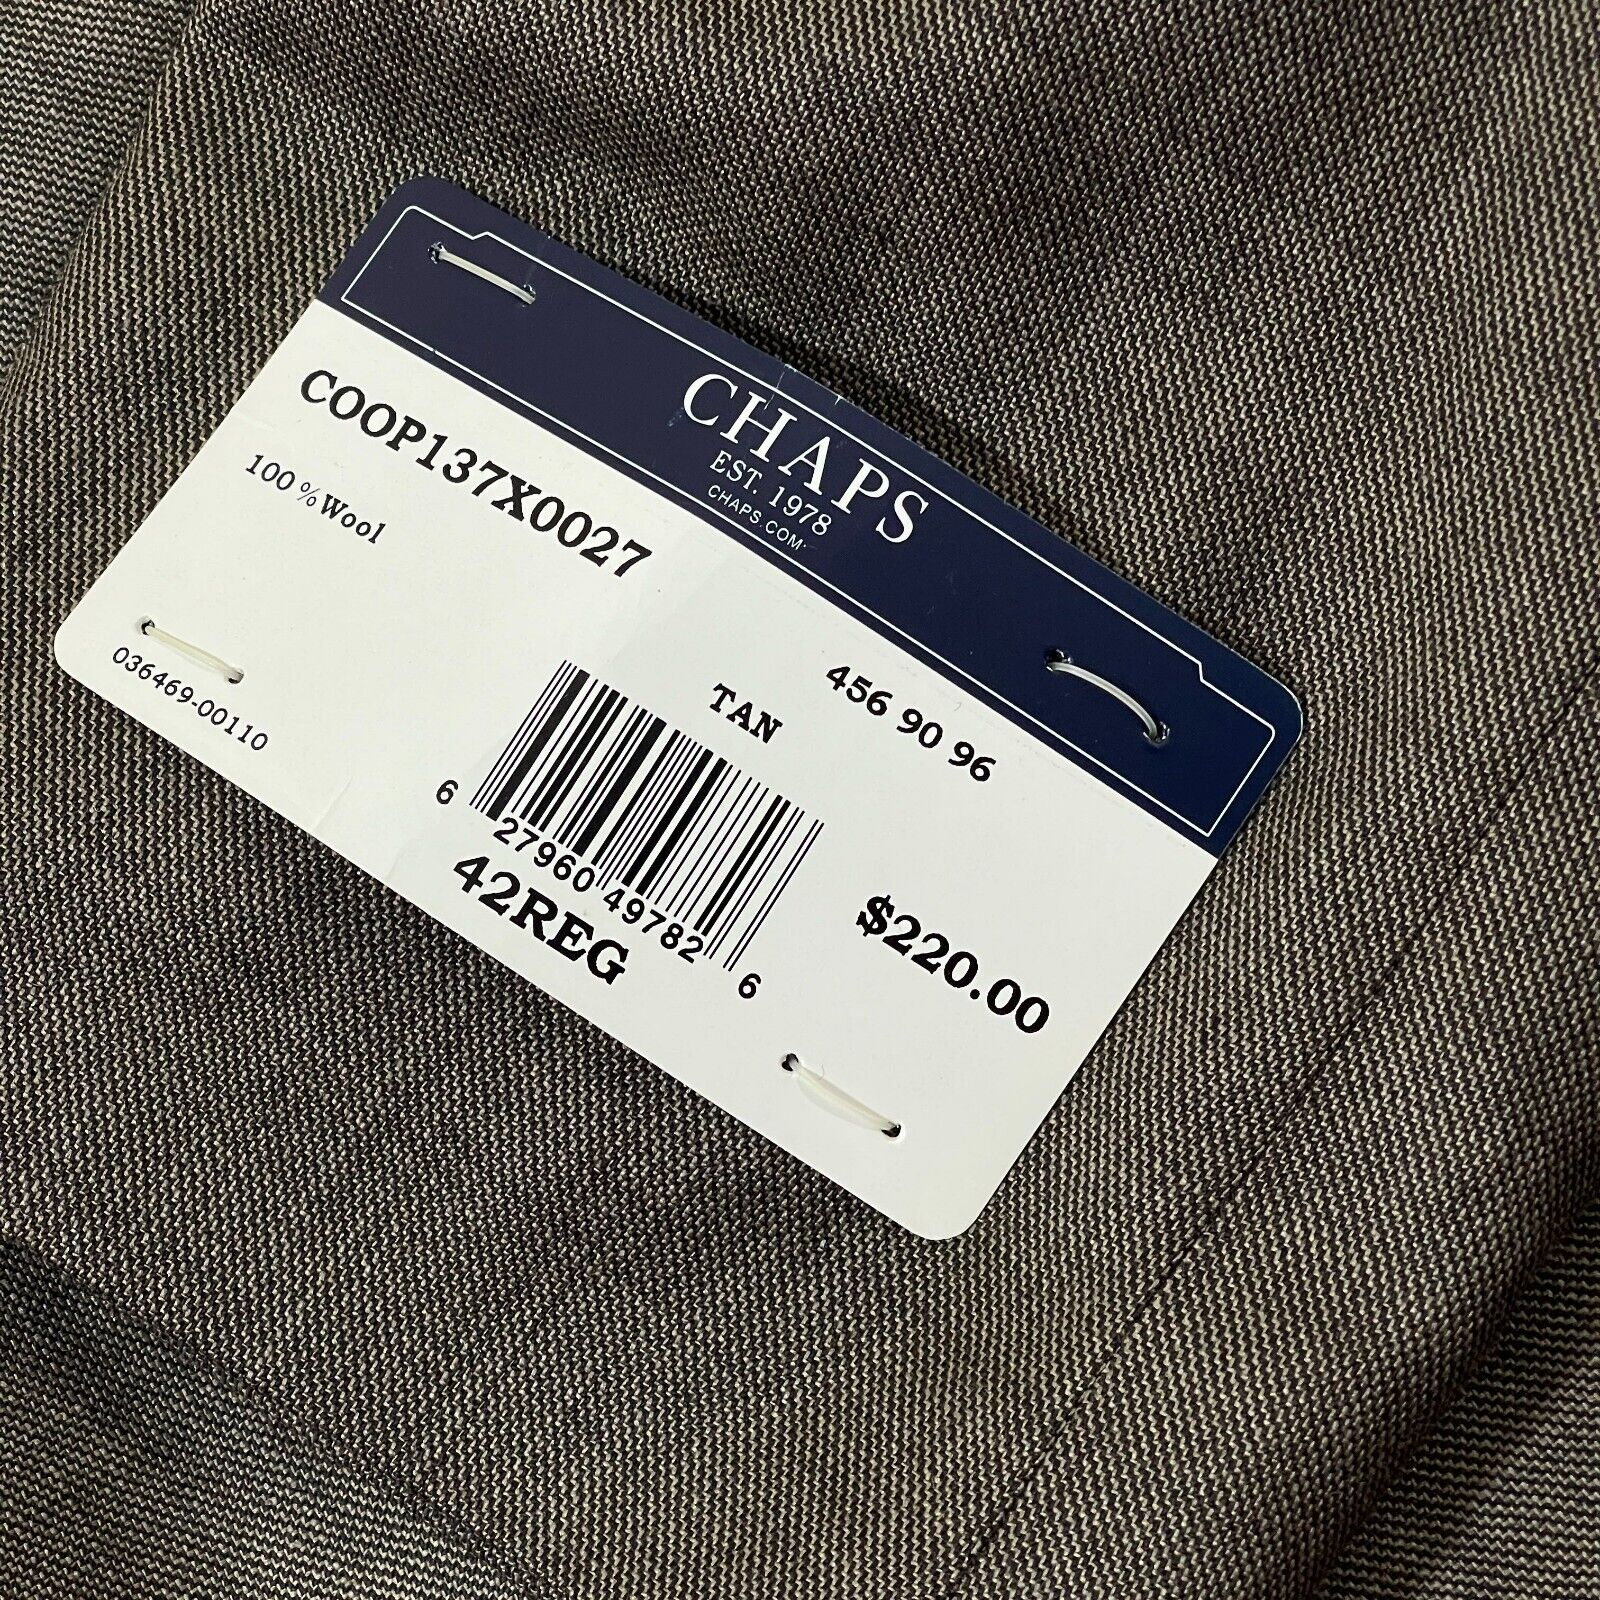 CHAPS
EST. 1978
CHAPS.COM
COOP137X0027
100%Wool
456 90 96
TAN
036469-00110
6 27960 49782 6
42REG
$220.00